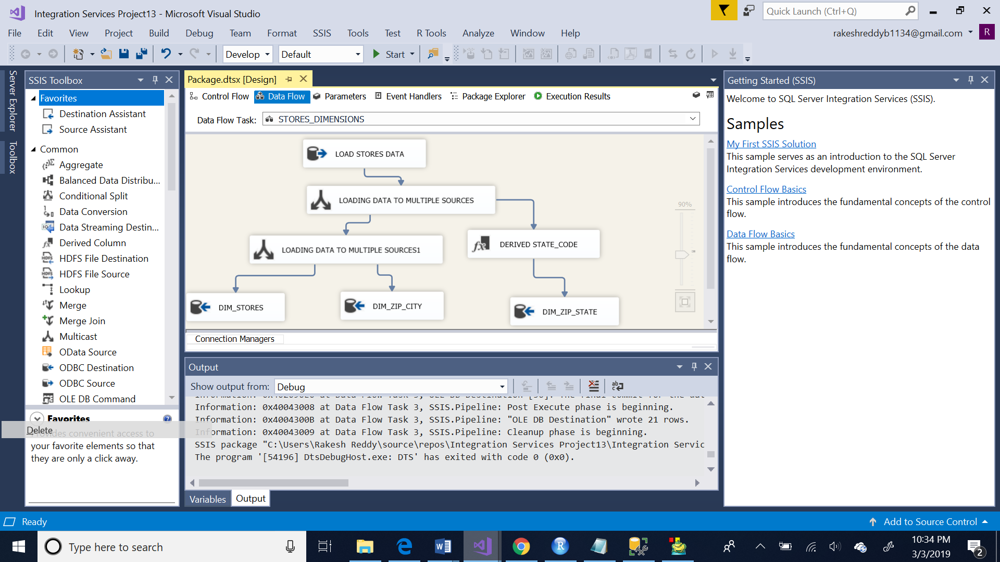 Integration Services Project13 - Microsoft Visual Studio
Quick Launch (Ctrl+Q)
File Edit View Project Build Debug Team Format SSIS Tools Test R Tools Analyze Window Help
rakeshreddyb1134@gmail.com R
Develop Default Start
Server Explorer
Toolbox
SSIS Toolbox
Favorites
Destination Assistant
Source Assistant
Common
Aggregate
Balanced Data Distribu...
Conditional Split
Data Conversion
Data Streaming Destin...
Derived Column
HDFS File Destination
HDFS File Source
Lookup
Merge
Merge Join
Multicast
OData Source
ODBC Destination
ODBC Source
OLE DB Command
Favorites
Delete
Provides convenient access to
your favorite elements so that
they are only a click away.
Package.dtsx [Design]
Control Flow Data Flow Parameters Event Handlers Package Explorer Execution Results
Data Flow Task: STORES_DIMENSIONS
LOAD STORES DATA
LOADING DATA TO MULTIPLE SOURCES
90%
LOADING DATA TO MULTIPLE SOURCES1
DERIVED STATE_CODE
DIM_STORES
DIM_ZIP_CITY
DIM_ZIP_STATE
Connection Managers
Output
Show output from: Debug
Information: 0x40043008 at Data Flow Task 3, SSIS.Pipeline: Post Execute phase is beginning.
Information: 0x4004300B at Data Flow Task 3, SSIS.Pipeline: "OLE DB Destination" wrote 21 rows.
Information: 0x40043009 at Data Flow Task 3, SSIS.Pipeline: Cleanup phase is beginning.
SSIS package "C:\Users\Rakesh Reddy\source\repos\Integration Services Project13\Integration Servic
The program '[54196] DtsDebugHost.exe: DTS' has exited with code 0 (0x0).
Variables Output
Getting Started (SSIS)
Welcome to SQL Server Integration Services (SSIS).
Samples
My First SSIS Solution
This sample serves as an introduction to the SQL Server
Integration Services development environment.
Control Flow Basics
This sample introduces the fundamental concepts of the control
flow.
Data Flow Basics
This sample introduces the fundamental concepts of the data
flow.
Ready
Add to Source Control
Type here to search
10:34 PM
3/3/2019
2